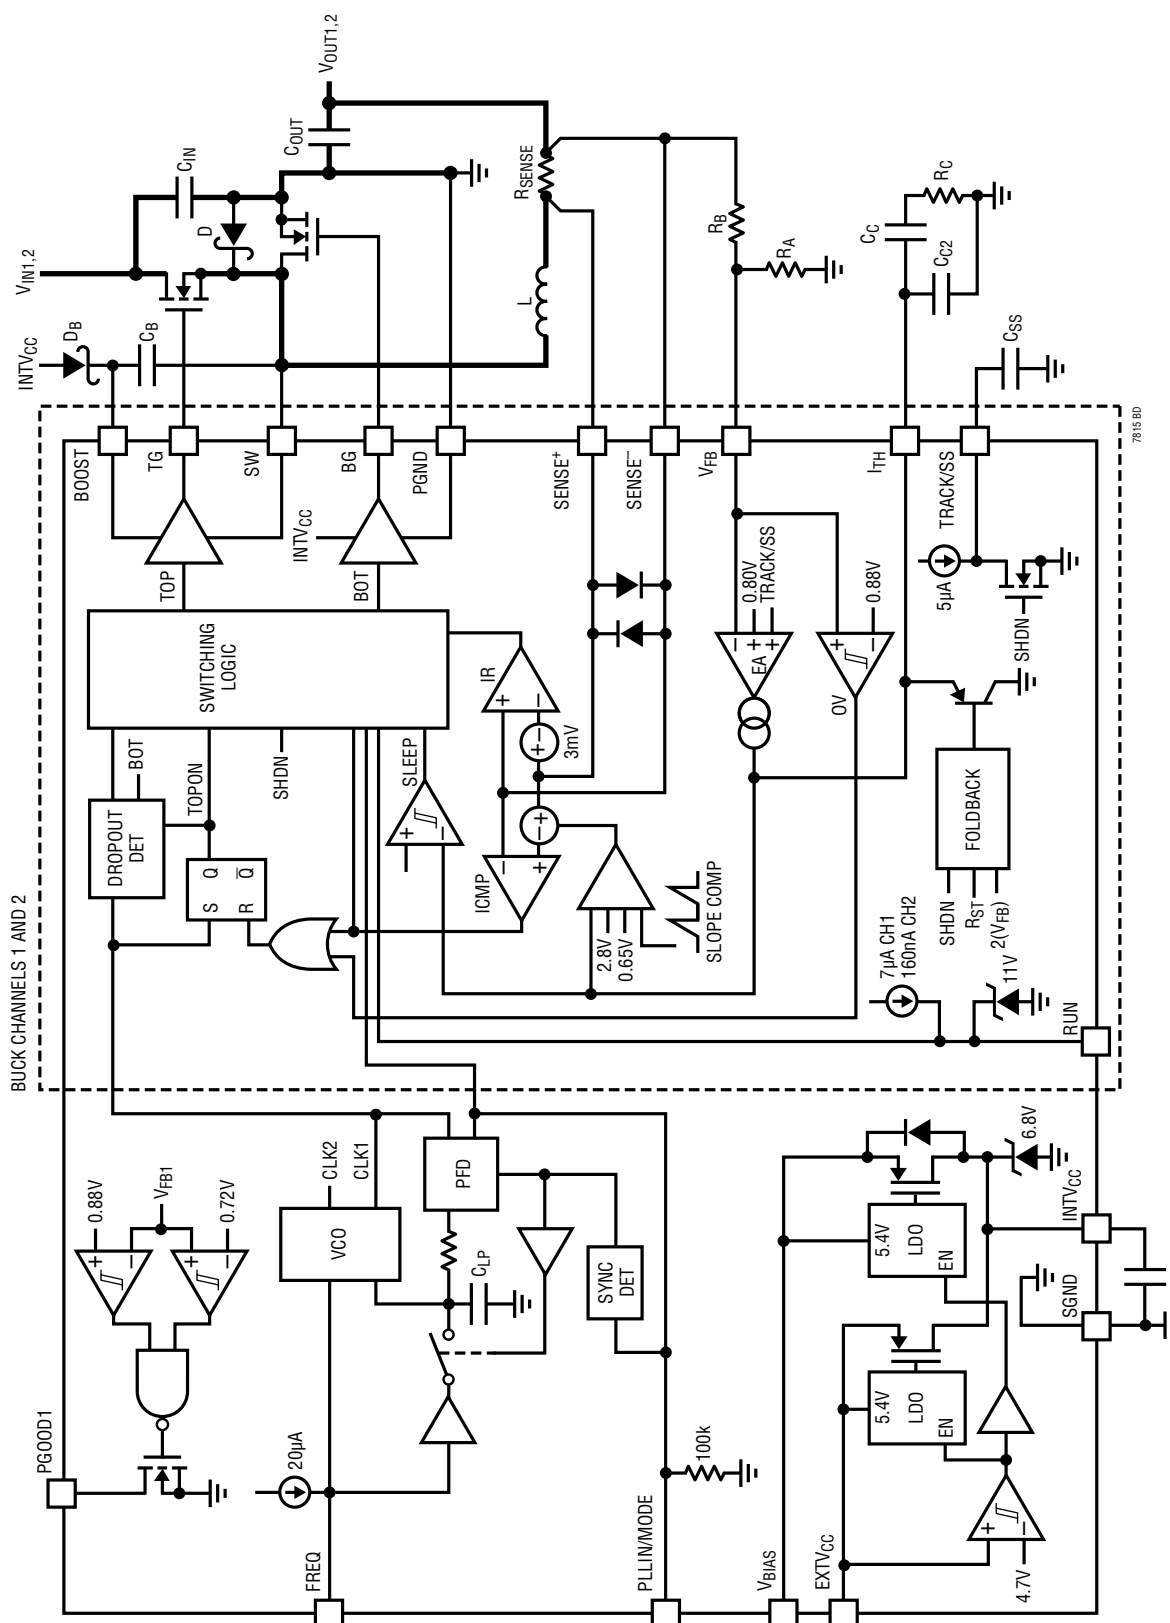 BUCK CHANNELS 1 AND 2
PGOOD1
0.88V
VFB1
0.72V
+
−
+
−
FREQ
20µA
VCO
CLK2
CLK1
PFD
CLP
SYNC
DET
PLLIN/MODE
100k
VBIAS
EXTVCC
4.7V
+
−
5.4V
LDO
EN
5.4V
LDO
EN
6.8V
INTVCC
SGND
DROPOUT
DET
BOT
TOPON
S
Q
R
Q
SHDN
SWITCHING
LOGIC
TOP
BOT
INTVCC
BOOST
TG
SW
BG
PGND
INTVCC
DB
CB
VIN1,2
CIN
D
COUT
VOUT1,2
RSENSE
L
SLEEP
+
−
ICMP
−
+
IR
+
−
+ −
3mV
− +
2.8V
0.65V
SLOPE COMP
SENSE+
SENSE−
VFB
RB
RA
EA
−
+
+
0.80V
TRACK/SS
OV
+
−
0.88V
ITH
CC
RC
CC2
TRACK/SS
CSS
5µA
SHDN
FOLDBACK
SHDN
RST
2(VFB)
7µA CH1
160nA CH2
11V
RUN
7815 BD